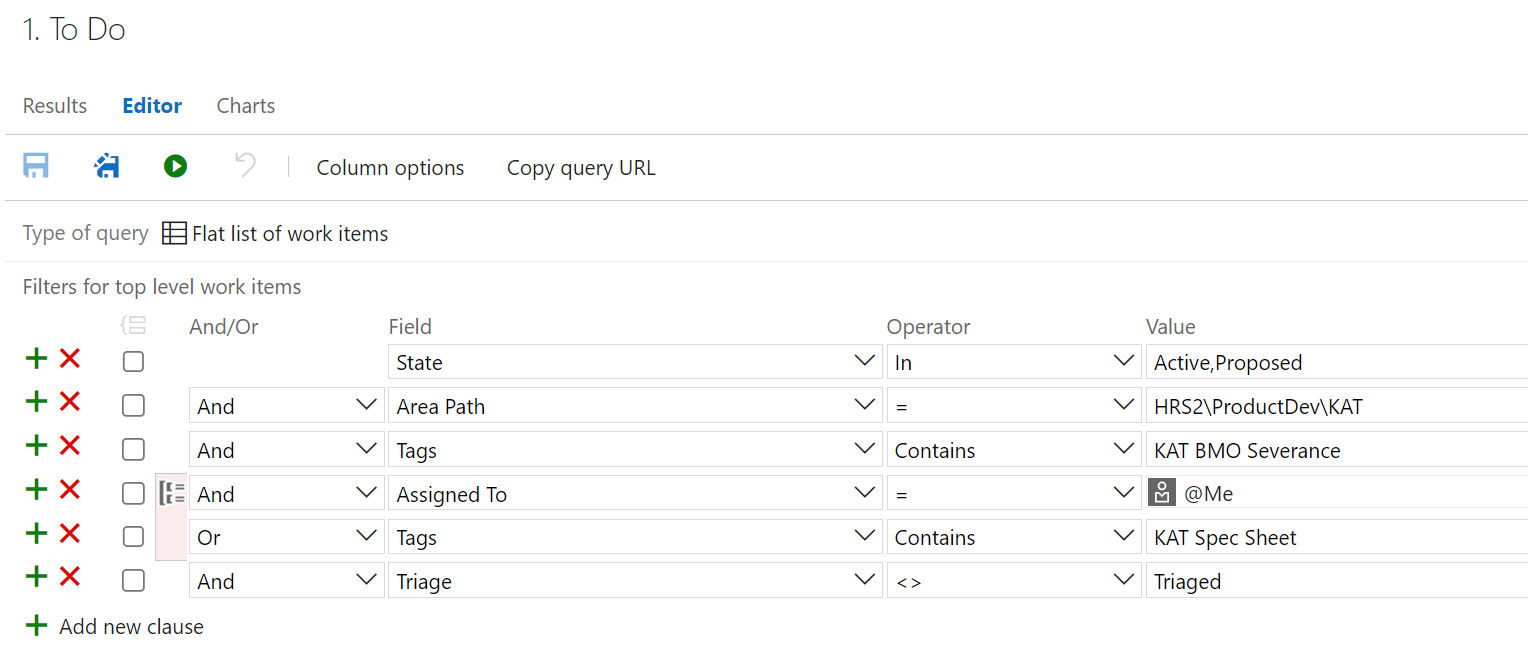 1. To Do
Results Editor Charts
Column options Copy query URL
Type of query Flat list of work items
Filters for top level work items
And/Or Field Operator Value
State In Active,Proposed
And Area Path = HRS2\ProductDev\KAT
And Tags Contains KAT BMO Severance
And Assigned To = @Me
Or Tags Contains KAT Spec Sheet
And Triage <> Triaged
Add new clause